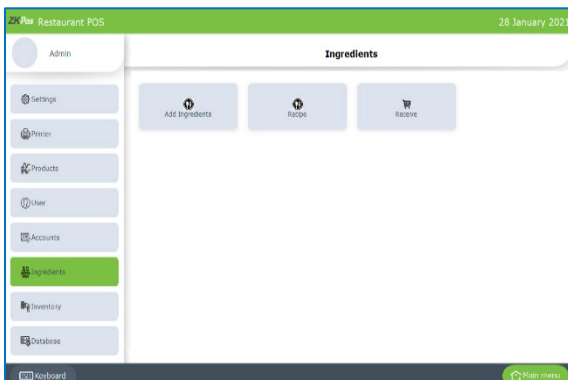 ZKPos Restaurant POS
28 January 2021
Admin
Ingredients
Settings
Printer
Products
User
Accounts
Ingredients
Inventory
Database
Add Ingredients
Recipe
Receive
Keyboard
Main menu